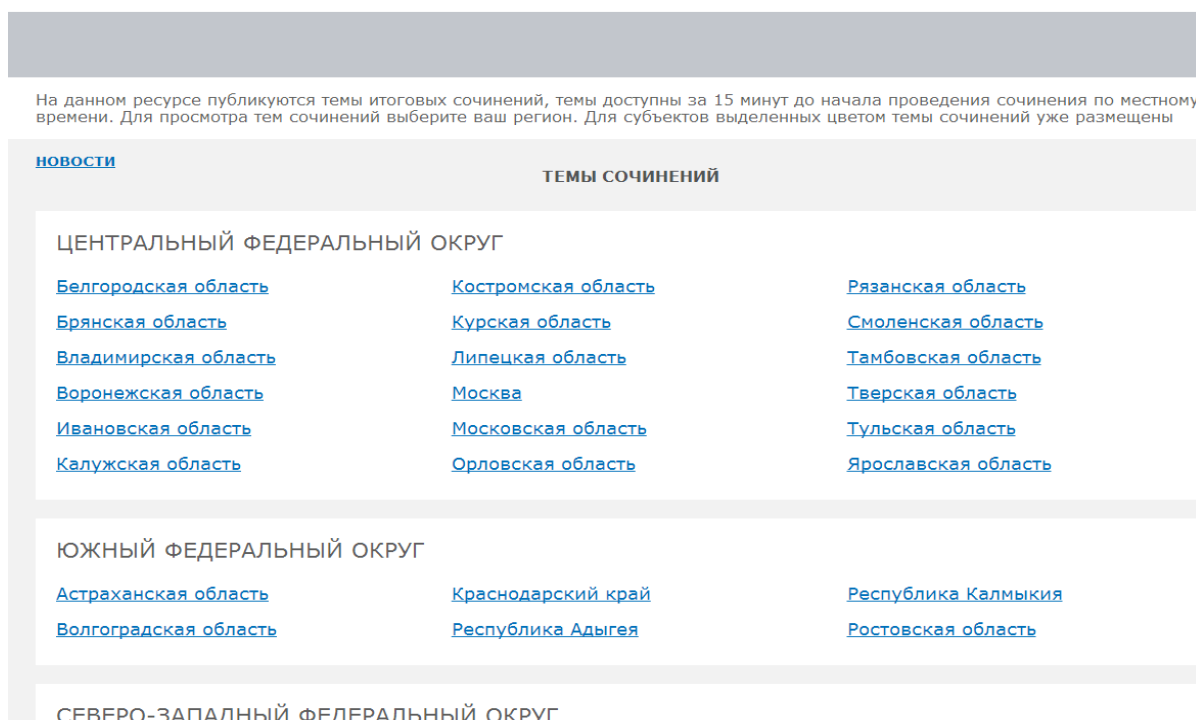 На данном ресурсе публикуются темы итоговых сочинений, темы доступны за 15 минут до начала проведения сочинения по местному
времени. Для просмотра тем сочинений выберите ваш регион. Для субъектов выделенных цветом темы сочинений уже размещены
НОВОСТИ
ТЕМЫ СОЧИНЕНИЙ
ЦЕНТРАЛЬНЫЙ ФЕДЕРАЛЬНЫЙ ОКРУГ
Белгородская область Костромская область Рязанская область
Брянская область Курская область Смоленская область
Владимирская область Липецкая область Тамбовская область
Воронежская область Москва Тверская область
Ивановская область Московская область Тульская область
Калужская область Орловская область Ярославская область
ЮЖНЫЙ ФЕДЕРАЛЬНЫЙ ОКРУГ
Астраханская область Краснодарский край Республика Калмыкия
Волгоградская область Республика Адыгея Ростовская область
СЕВЕРО-ЗАПАДНЫЙ ФЕДЕРАЛЬНЫЙ ОКРУГ